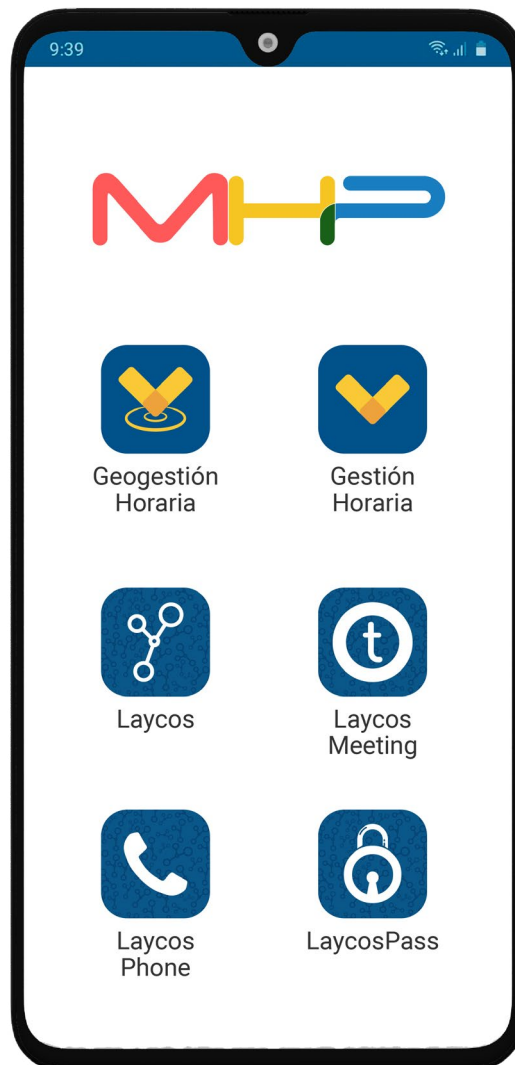 9:39
MHP
Geogestión
Horaria
Gestión
Horaria
Laycos
Laycos
Meeting
Laycos
Phone
LaycosPass